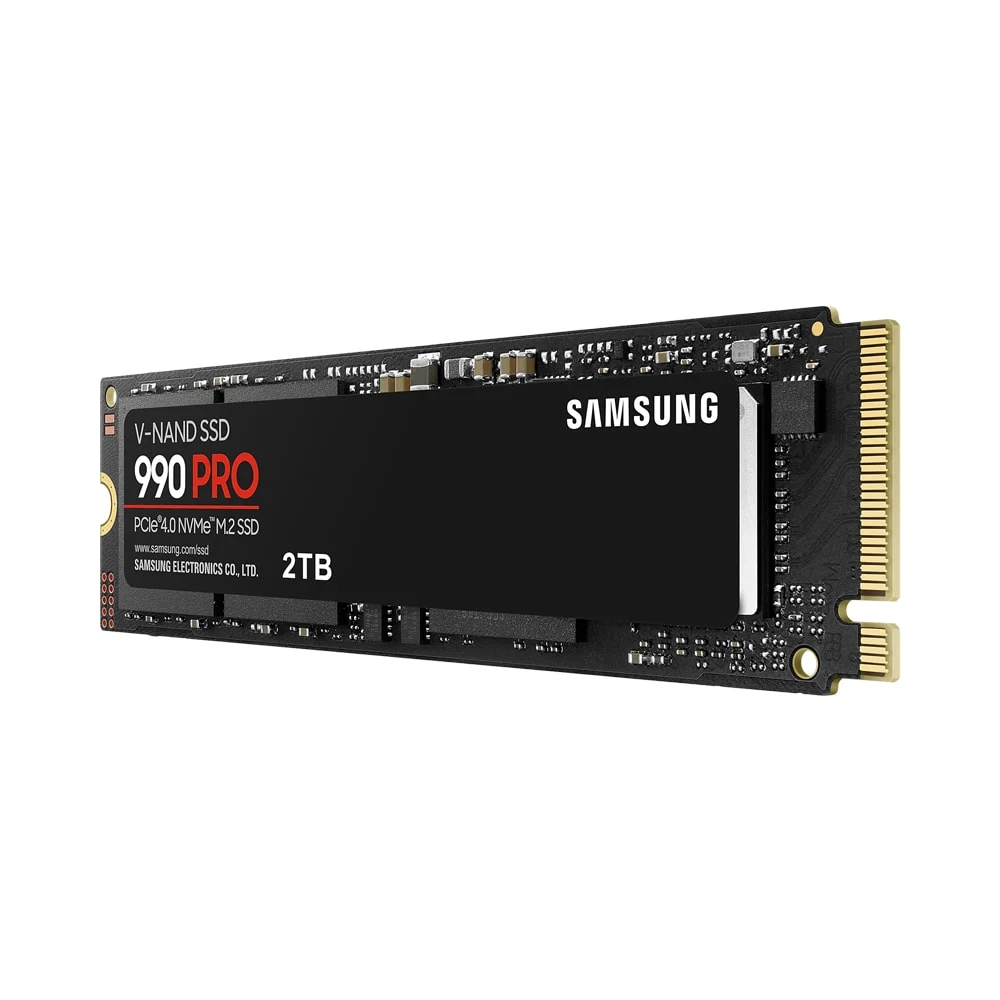 SAMSUNG
V-NAND SSD
990 PRO
PCIe®4.0 NVMe™ M.2 SSD
www.samsung.com/ssd
SAMSUNG ELECTRONICS CO., LTD.
2TB